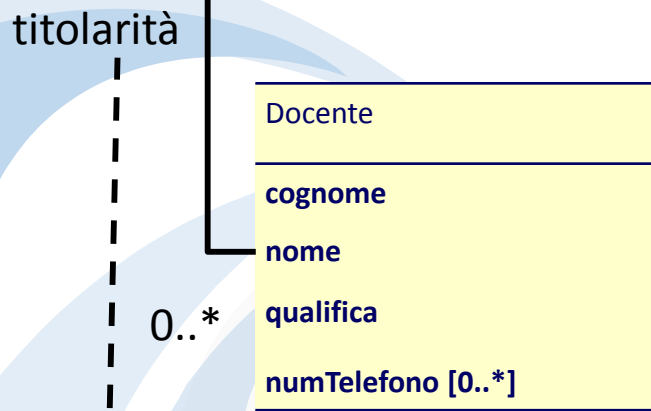 titolarità
Docente
cognome
nome
0..*
qualifica
numTelefono [0..*]